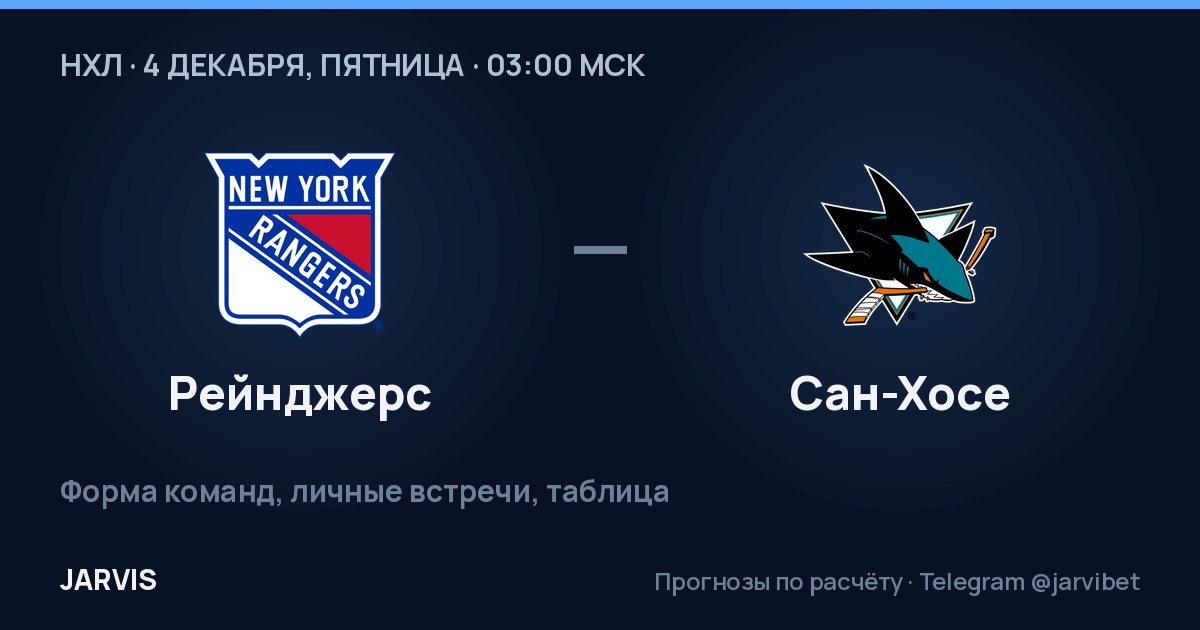 НХЛ · 4 ДЕКАБРЯ, ПЯТНИЦА · 03:00 МСК
NEW YORK
RANGERS
—
Рейнджерс
Сан-Хосе
Форма команд, личные встречи, таблица
JARVIS
Прогнозы по расчёту · Telegram @jarvibet